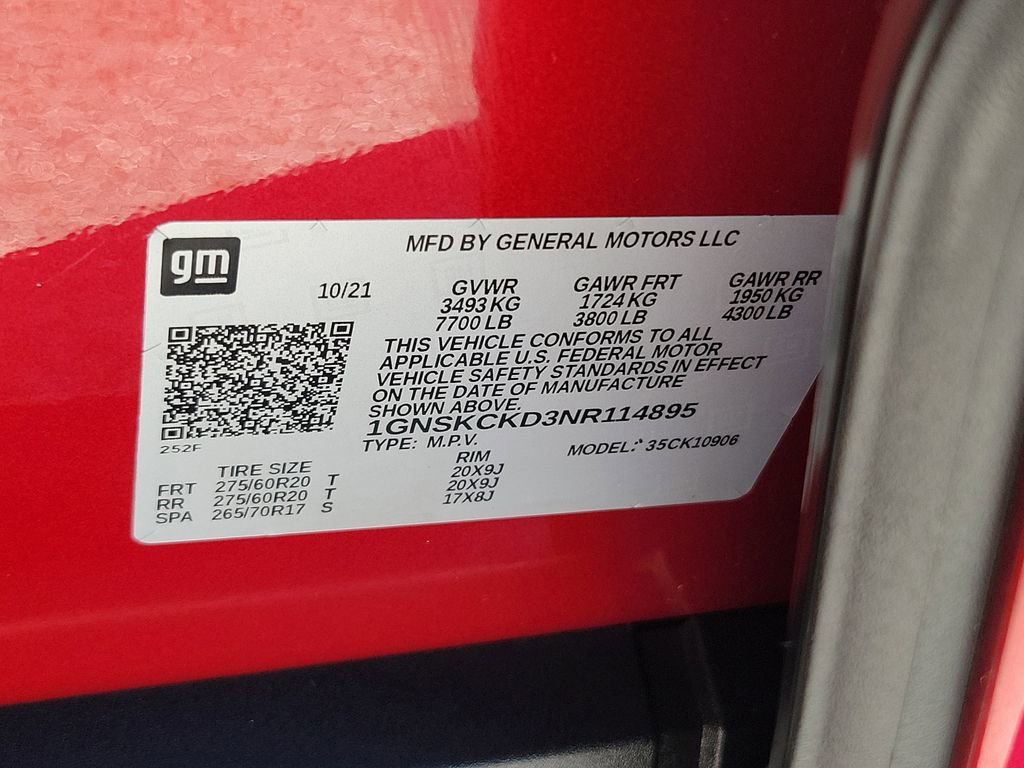 gm
MFD BY GENERAL MOTORS LLC
10/21 GVWR GAWR FRT GAWR RR
3493 KG 1724 KG 1950 KG
7700 LB 3800 LB 4300 LB
THIS VEHICLE CONFORMS TO ALL
APPLICABLE U.S. FEDERAL MOTOR
VEHICLE SAFETY STANDARDS IN EFFECT
ON THE DATE OF MANUFACTURE
SHOWN ABOVE.
1GNSKCKD3NR114895
252F
TYPE: M.P.V. MODEL: 35CK10906
TIRE SIZE RIM
FRT 275/60R20 T 20X9J
RR 275/60R20 T 20X9J
SPA 265/70R17 S 17X8J